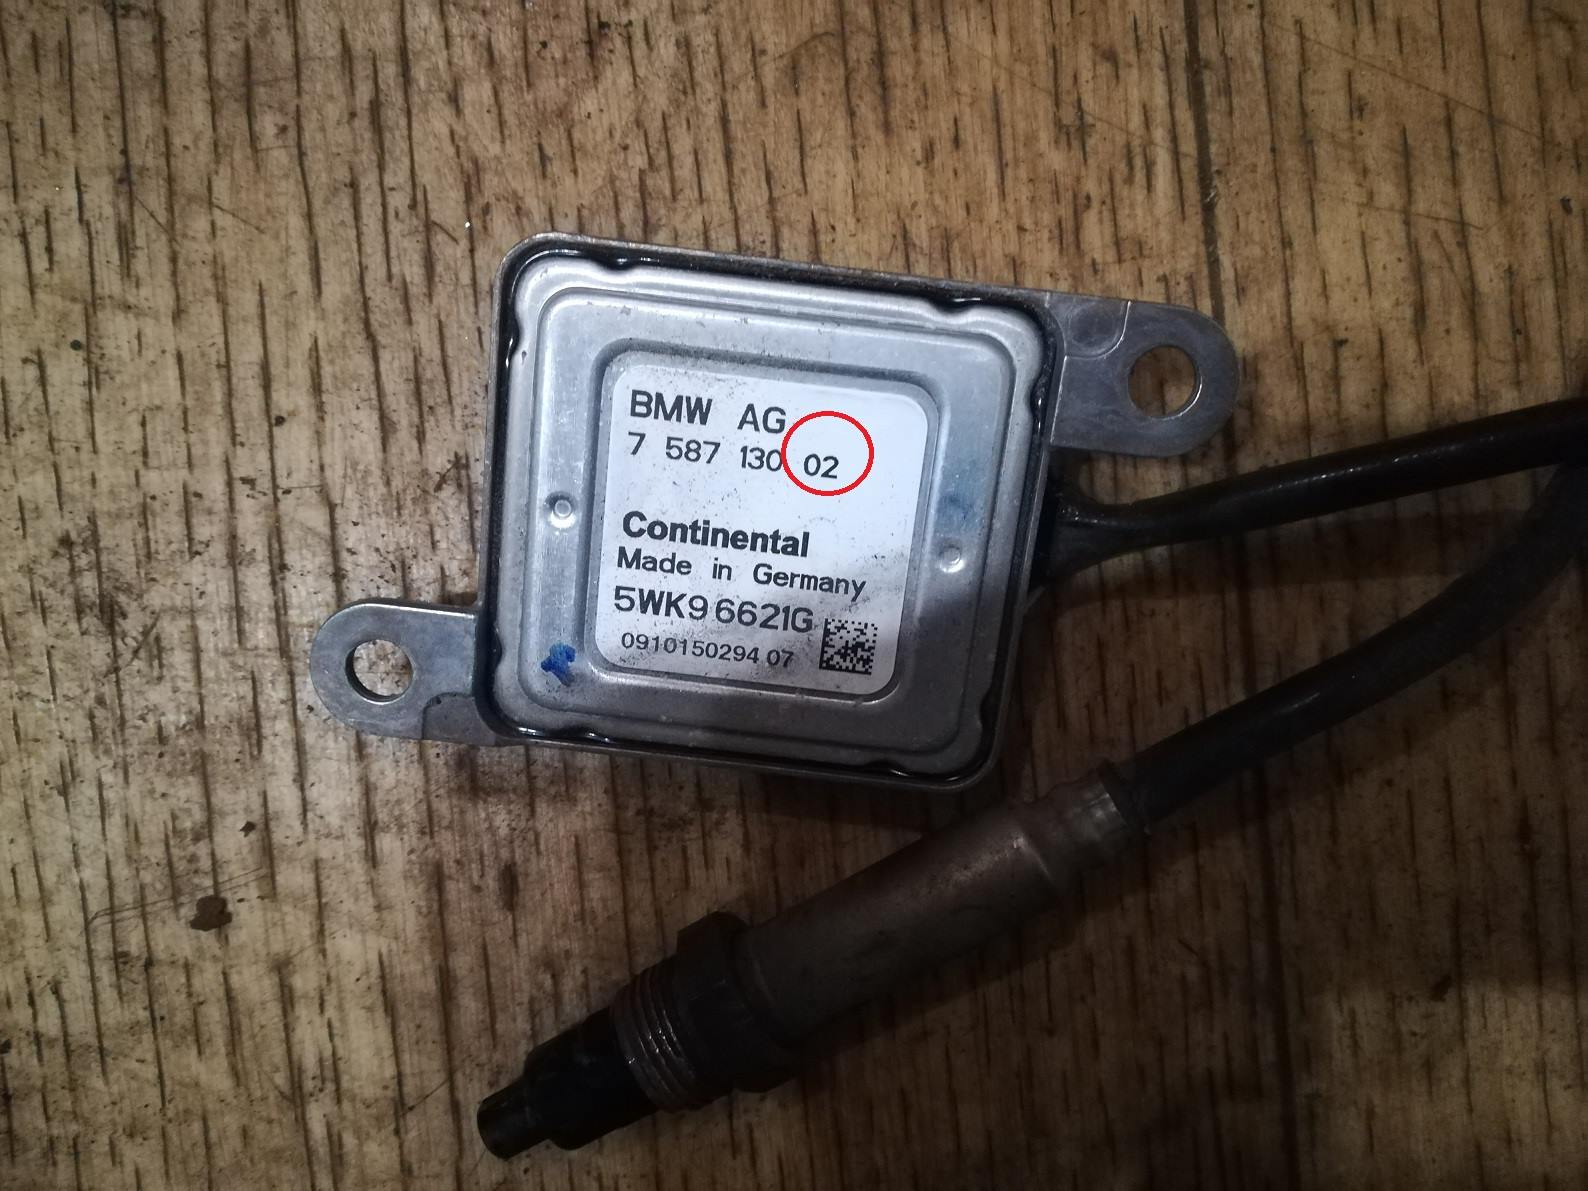 BMW AG
7 587 130 02
Continental
Made in Germany
5WK9 6621G
0910150294 07